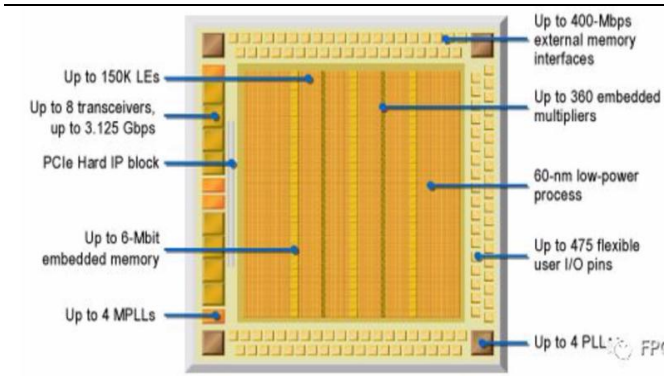 Up to 400-Mbps
external memory
interfaces
Up to 150K LEs
Up to 8 transceivers,
up to 3.125 Gbps
PCIe Hard IP block
Up to 6-Mbit
embedded memory
Up to 4 MPLLs
Up to 360 embedded
multipliers
60-nm low-power
process
Up to 475 flexible
user I/O pins
Up to 4